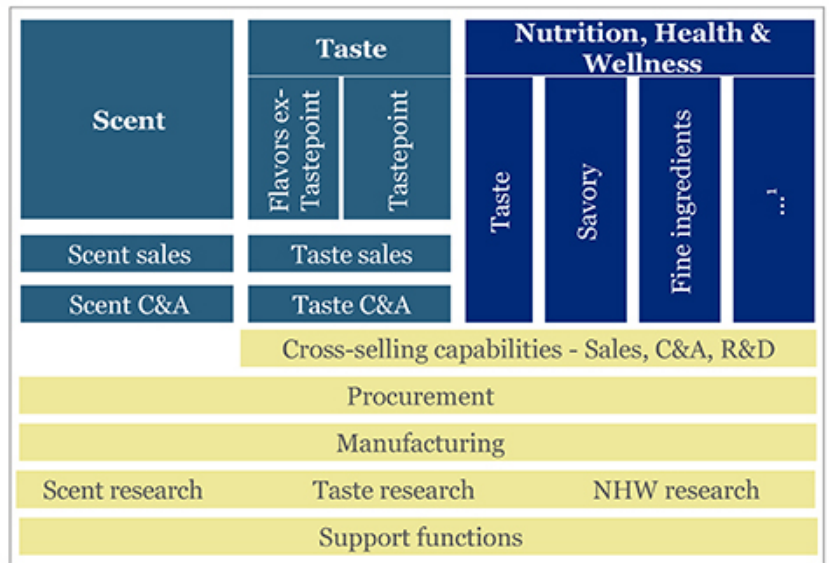 Scent
Taste
Nutrition, Health &
Wellness
Flavors ex-
Tastepoint
Tastepoint
Taste
Savory
Fine ingredients
...1
Scent sales
Taste sales
Scent C&A
Taste C&A
Cross-selling capabilities - Sales, C&A, R&D
Procurement
Manufacturing
Scent research
Taste research
NHW research
Support functions